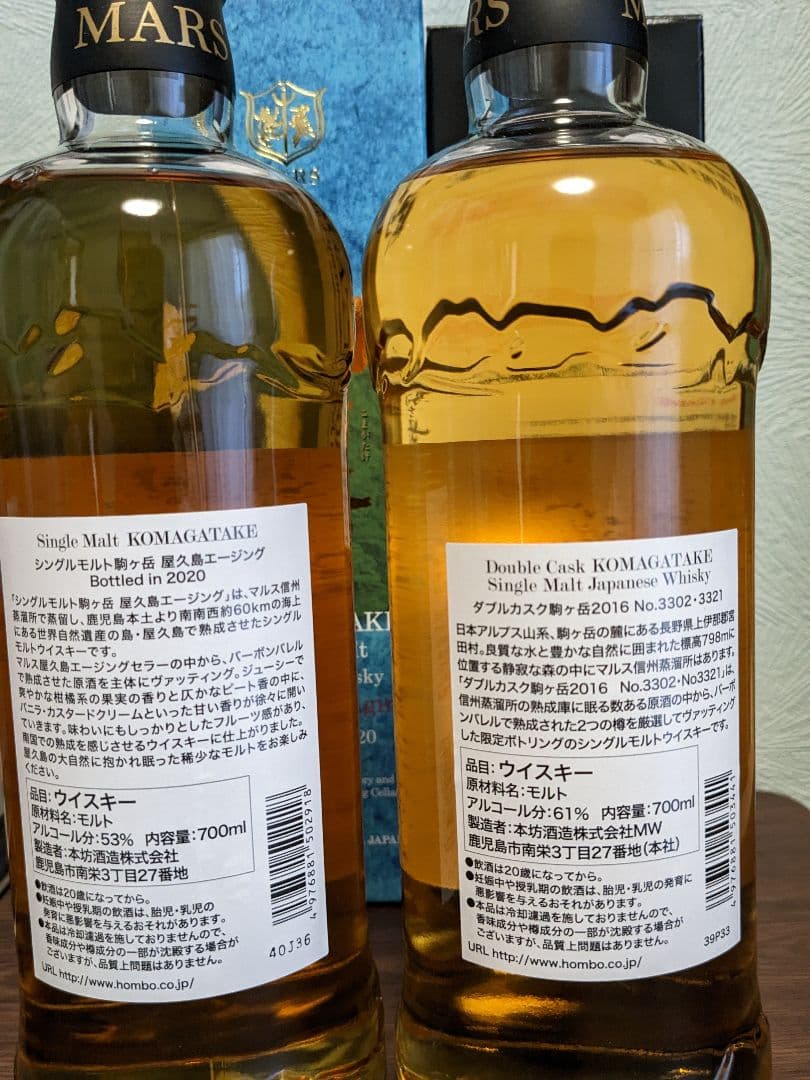 MARS
RS
M
RS
こまがたけ
Single Malt KOMAGATAKE
シングルモルト駒ヶ岳 屋久島エージング
Bottled in 2020
「シングルモルト駒ヶ岳 屋久島エージング」は、マルス信州
蒸溜所で蒸留し、鹿児島本土より南南西約60kmの海上
にある世界自然遺産の島・屋久島で熟成させたシングル
モルトウイスキーです。
マルス屋久島エージングセラーの中から、バーボンバレル
で熟成させた原酒を主体にヴァッティング。ジューシーで
爽やかな柑橘系の果実の香りと仄かなピート香の中に、
バニラ・カスタードクリームといった甘い香りが徐々に開い
ていきます。味わいにもしっかりとしたフルーツ感があり、
南国での熟成を感じさせるウイスキーに仕上がりました。
屋久島の大自然に抱かれ眠った稀少なモルトをお楽しみ
ください。
品目:ウイスキー
原材料名:モルト
アルコール分:53% 内容量:700ml
製造者:本坊酒造株式会社
鹿児島市南栄3丁目27番地
●飲酒は20歳になってから。
●妊娠中や授乳期の飲酒は、胎児・乳児の
発育に悪影響を与えるおそれがあります。
●本品は冷却濾過を施しておりませんので、
香味成分や樽成分の一部が沈殿する場合が
ございますが、品質上問題はありません。
URL http://www.hombo.co.jp/
4 976881 502918
40J36
20
JAPA
Double Cask KOMAGATAKE
Single Malt Japanese Whisky
ダブルカスク駒ヶ岳2016 No.3302・3321
日本アルプス山系、駒ヶ岳の麓にある長野県上伊那郡宮
田村。良質な水と豊かな自然に囲まれた標高798mに
位置する静寂な森の中にマルス信州蒸溜所はあります。
「ダブルカスク駒ヶ岳2016 No.3302・No3321」は、
信州蒸溜所の熟成庫に眠る数ある原酒の中から、バーボ
ンバレルで熟成された2つの樽を厳選してヴァッティング
した限定ボトリングのシングルモルトウイスキーです。
品目:ウイスキー
原材料名:モルト
アルコール分:61% 内容量:700ml
製造者:本坊酒造株式会社MW
鹿児島市南栄3丁目27番地(本社)
●飲酒は20歳になってから。
●妊娠中や授乳期の飲酒は、胎児・乳児の発育に
悪影響を与えるおそれがあります。
●本品は冷却濾過を施しておりませんので、
香味成分や樽成分の一部が沈殿する場合が
ございますが、品質上問題はありません。
URL http://www.hombo.co.jp/
4 976881 503441
39P33